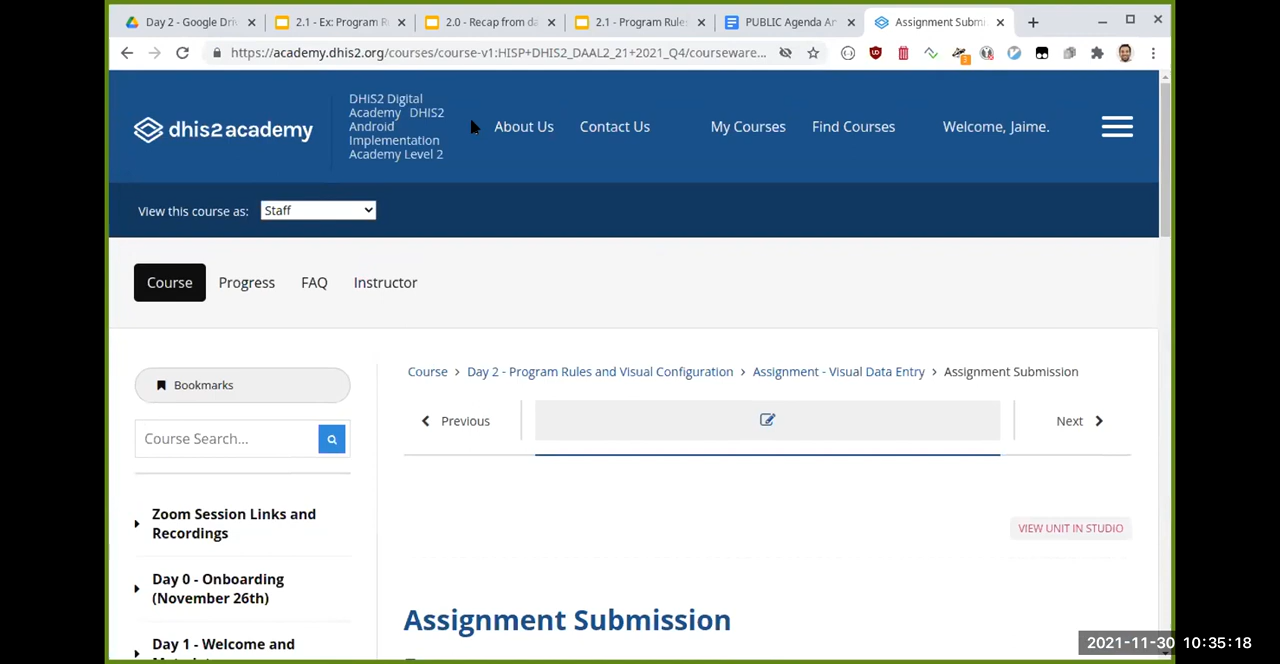 Day 2 - Google Dri
2.1 - Ex: Program R
2.0 - Recap from da
2.1 - Program Rules
PUBLIC Agenda An
Assignment Submi
https://academy.dhis2.org/courses/course-v1:HISP+DHIS2_DAAL2_21+2021_Q4/courseware...
dhis2academy
DHiS2 Digital
Academy DHIS2
Android
Implementation
Academy Level 2
About Us
Contact Us
My Courses
Find Courses
Welcome, Jaime.
View this course as:
Staff
Course
Progress
FAQ
Instructor
Bookmarks
Course Search...
Zoom Session Links and
Recordings
Day 0 - Onboarding
(November 26th)
Day 1 - Welcome and
Course > Day 2 - Program Rules and Visual Configuration > Assignment - Visual Data Entry > Assignment Submission
Previous
Next
VIEW UNIT IN STUDIO
Assignment Submission
2021-11-30 10:35:18